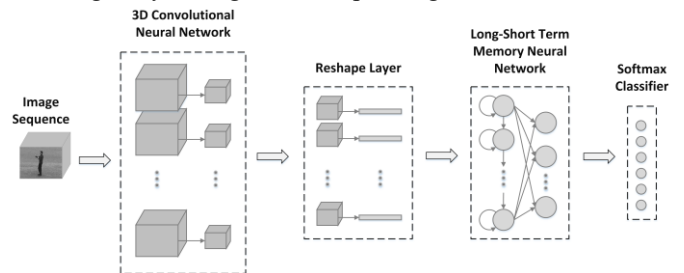 3D Convolutional
Neural Network
Long-Short Term
Memory Neural
Network
Reshape Layer
Softmax
Classifier
Image
Sequence